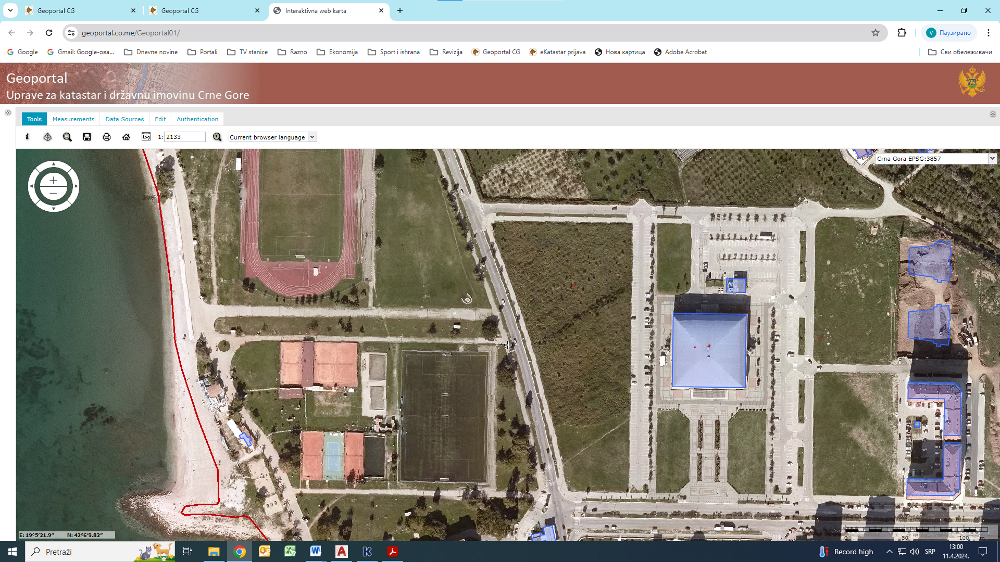 Geoportal CG
Geoportal CG
Interaktivna web karta
geoportal.co.me/Geoportal01/
V
Паузирано
Google
Gmail: Google-ова...
Dnevne novine
Portali
TV stanice
Razno
Ekonomija
Sport i ishrana
Revizija
Geoportal CG
eKatastar prijava
Нова картица
Adobe Acrobat
Сви обележивачи
Geoportal
Uprave za katastar i državnu imovinu Crne Gore
Tools
Measurements
Data Sources
Edit
Authentication
Log
1: 2133
Current browser language
Crna Gora EPSG:3857
E: 19°5'21.9" N: 42°6'9.82"
0 50 100 m
Pretraži
Record high
SRP
13:00
11.4.2024.